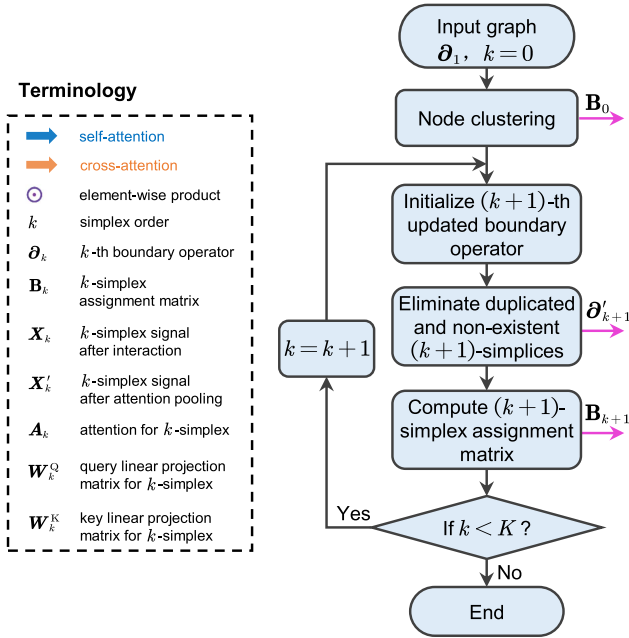 Terminology
self-attention
cross-attention
⊙ element-wise product
k simplex order
∂ₖ k-th boundary operator
Bₖ k-simplex
assignment matrix
Xₖ k-simplex signal
after interaction
X′ₖ k-simplex signal
after attention pooling
Aₖ attention for k-simplex
Wₖ^Q query linear projection
matrix for k-simplex
Wₖ^K key linear projection
matrix for k-simplex
Input graph
∂₁, k=0
Node clustering
B₀
Initialize (k+1)-th
updated boundary
operator
Eliminate duplicated
and non-existent
(k+1)-simplices
∂′ₖ₊₁
k=k+1
Compute (k+1)-
simplex assignment
matrix
Bₖ₊₁
If k<K?
Yes
No
End